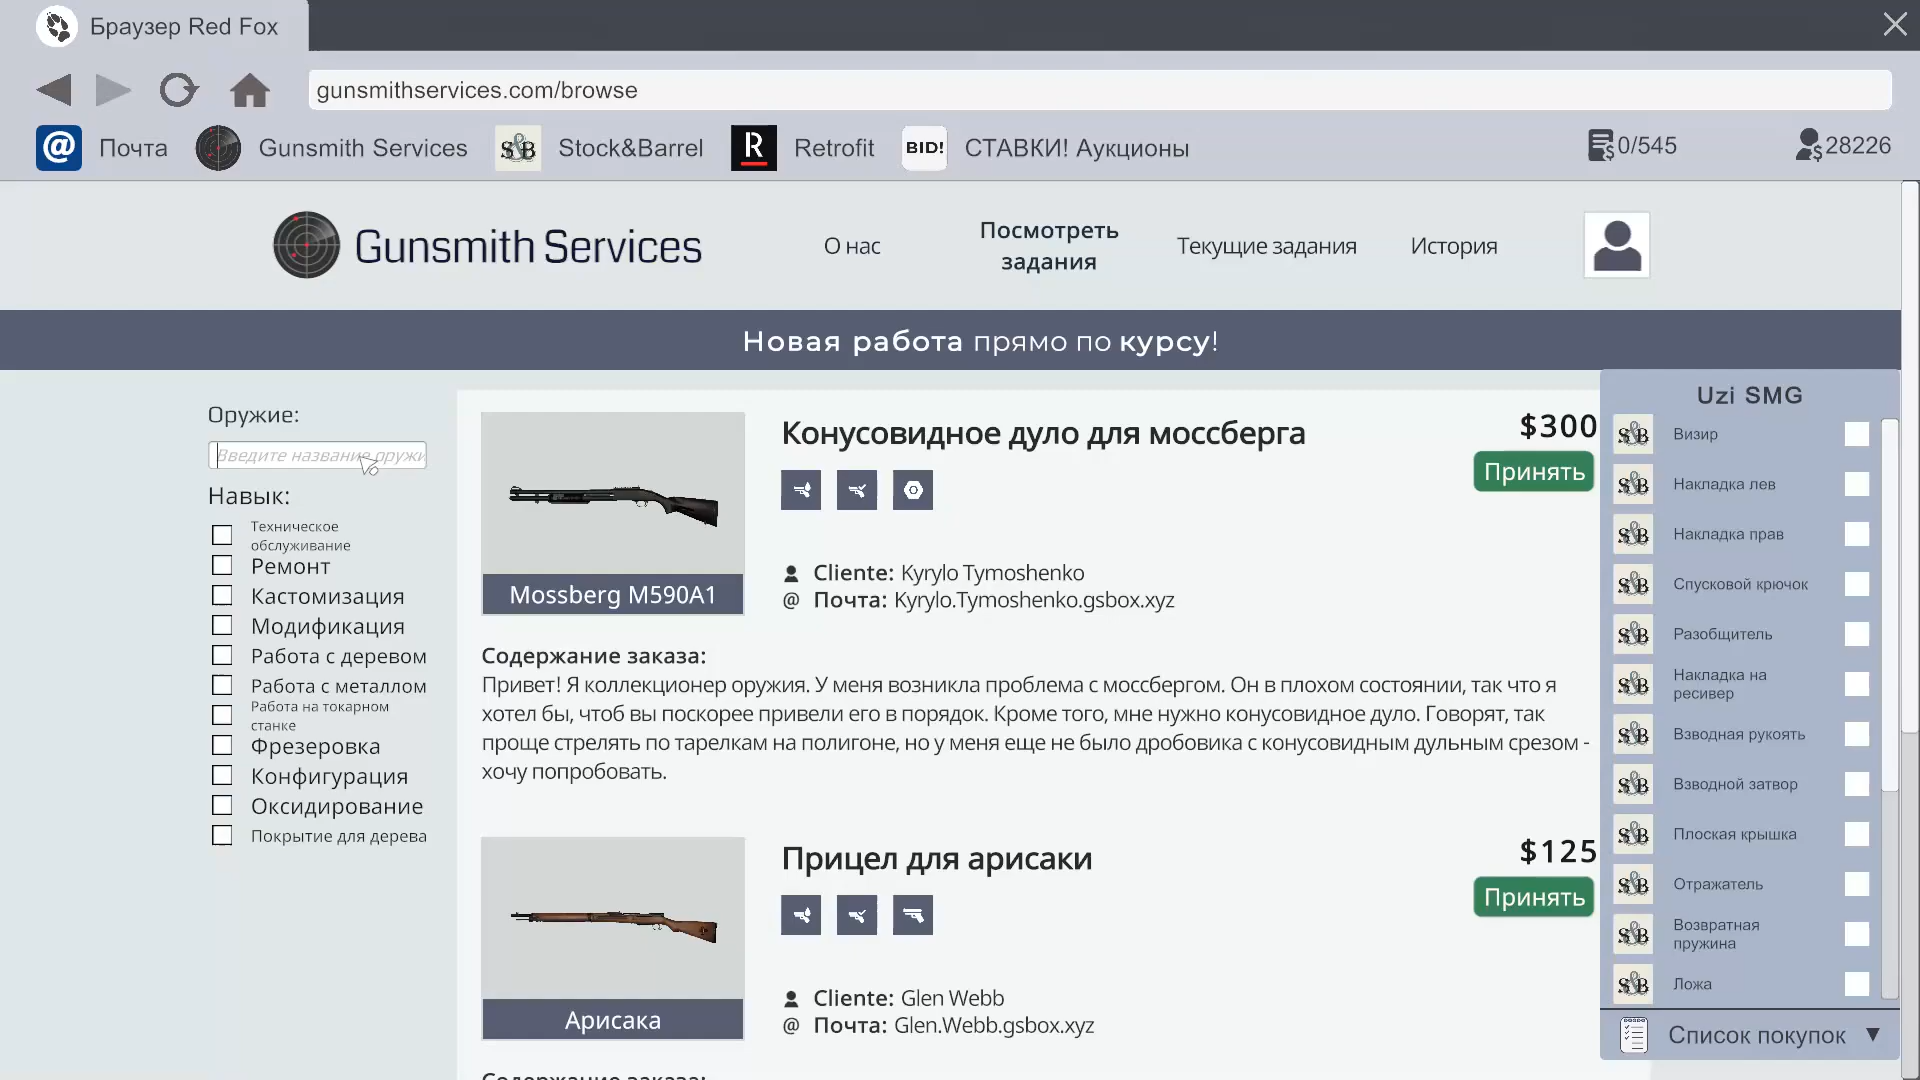 Браузер Red Fox
gunsmithservices.com/browse
@ Почта
Gunsmith Services
S&B Stock&Barrel
R Retrofit
BID! СТАВКИ! Аукционы
0/545
28226
Gunsmith Services
О нас
Посмотреть
задания
Текущие задания
История
Новая работа прямо по курсу!
Оружие:
Введите название оружи
Навык:
Техническое
обслуживание
Ремонт
Кастомизация
Модификация
Работа с деревом
Работа с металлом
Работа на токарном
станке
Фрезеровка
Конфигурация
Оксидирование
Покрытие для дерева
Mossberg M590A1
Конусовидное дуло для моссберга
$300
Принять
Cliente: Kyrylo Tymoshenko
@ Почта: Kyrylo.Tymoshenko.gsbox.xyz
Содержание заказа:
Привет! Я коллекционер оружия. У меня возникла проблема с моссбергом. Он в плохом состоянии, так что я
хотел бы, чтоб вы поскорее привели его в порядок. Кроме того, мне нужно конусовидное дуло. Говорят, так
проще стрелять по тарелкам на полигоне, но у меня еще не было дробовика с конусовидным дульным срезом -
хочу попробовать.
Арисака
Прицел для арисаки
$125
Принять
Cliente: Glen Webb
@ Почта: Glen.Webb.gsbox.xyz
Содержание заказа:
Uzi SMG
S&B Визир
S&B Накладка лев
S&B Накладка прав
S&B Спусковой крючок
S&B Разобщитель
S&B Накладка на
ресивер
S&B Взводная рукоять
S&B Взводной затвор
S&B Плоская крышка
S&B Отражатель
S&B Возвратная
пружина
S&B Ложа
Список покупок